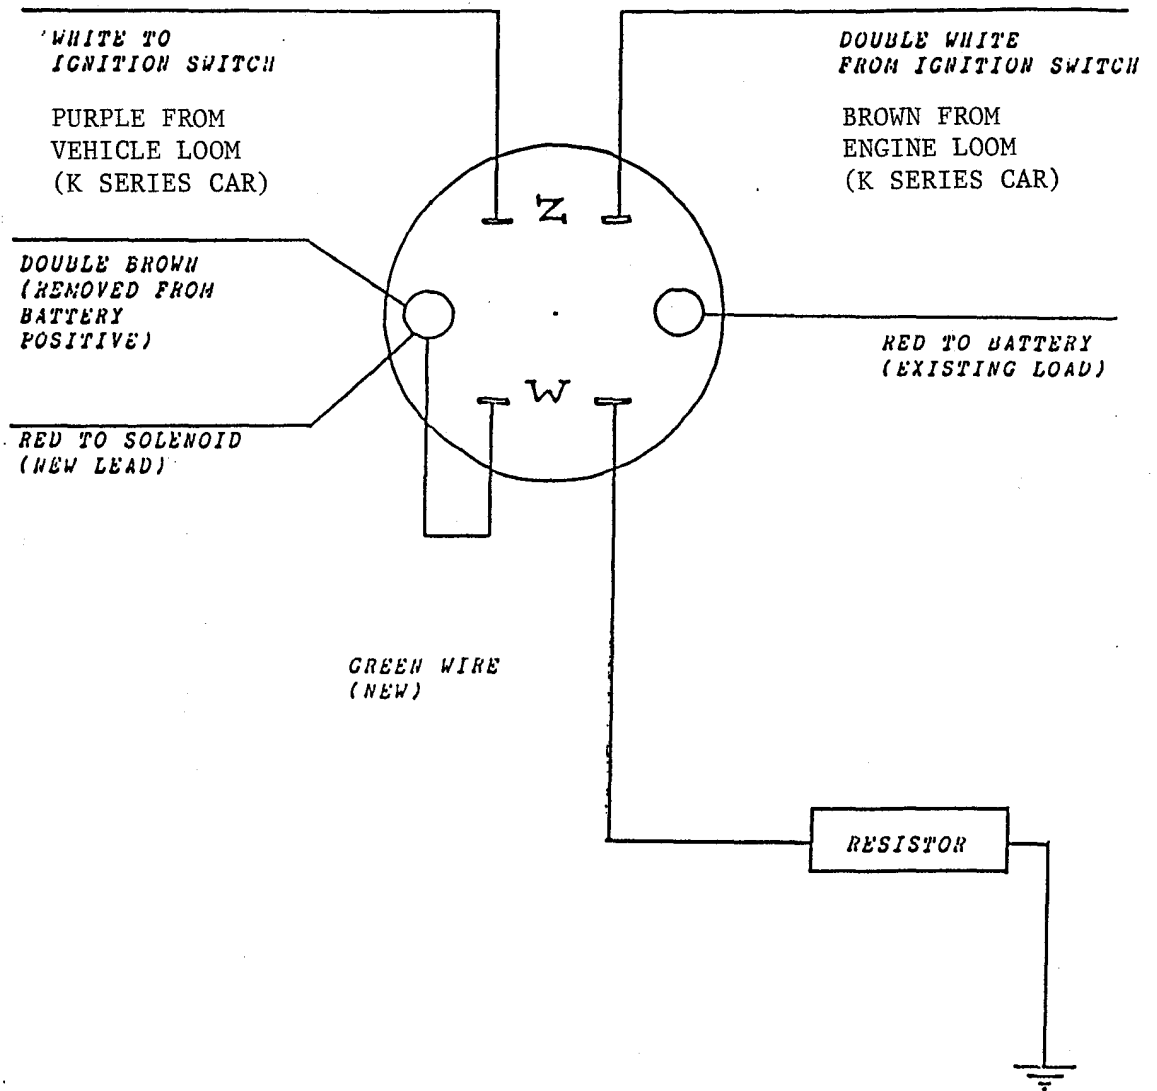 WHITE TO
IGNITION SWITCH
PURPLE FROM
VEHICLE LOOM
(K SERIES CAR)
DOUBLE WHITE
FROM IGNITION SWITCH
BROWN FROM
ENGINE LOOM
(K SERIES CAR)
Z
DOUBLE BROWN
(REMOVED FROM
BATTERY
POSITIVE)
RED TO BATTERY
(EXISTING LOAD)
W
RED TO SOLENOID
(NEW LEAD)
GREEN WIRE
(NEW)
RESISTOR